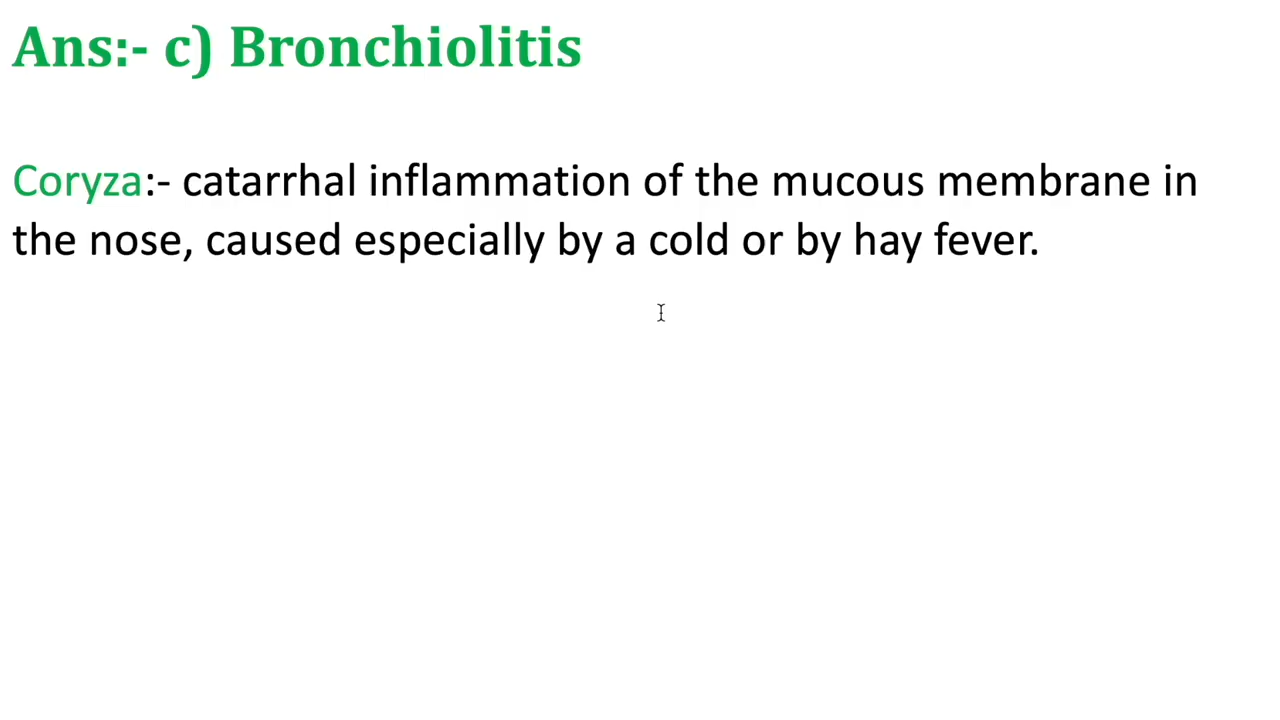 Ans:- c) Bronchiolitis
Coryza:- catarrhal inflammation of the mucous membrane in
the nose, caused especially by a cold or by hay fever.